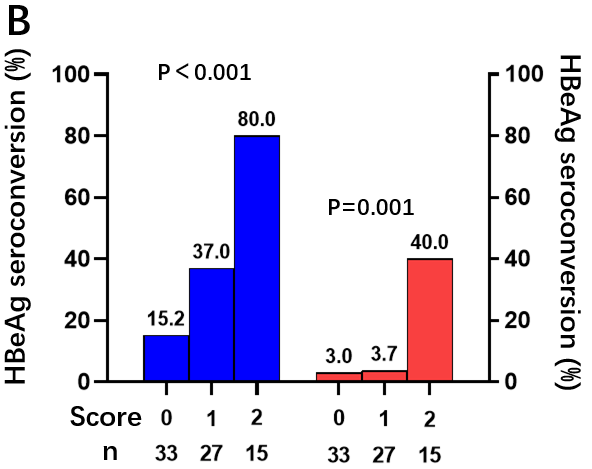 B
HBeAg seroconversion (%)
100
80
60
40
20
0
P<0.001
15.2
37.0
80.0
P=0.001
3.0
3.7
40.0
100
80
60
40
20
0
HBeAg seroconversion (%)
Score 0 1 2 0 1 2
n 33 27 15 33 27 15